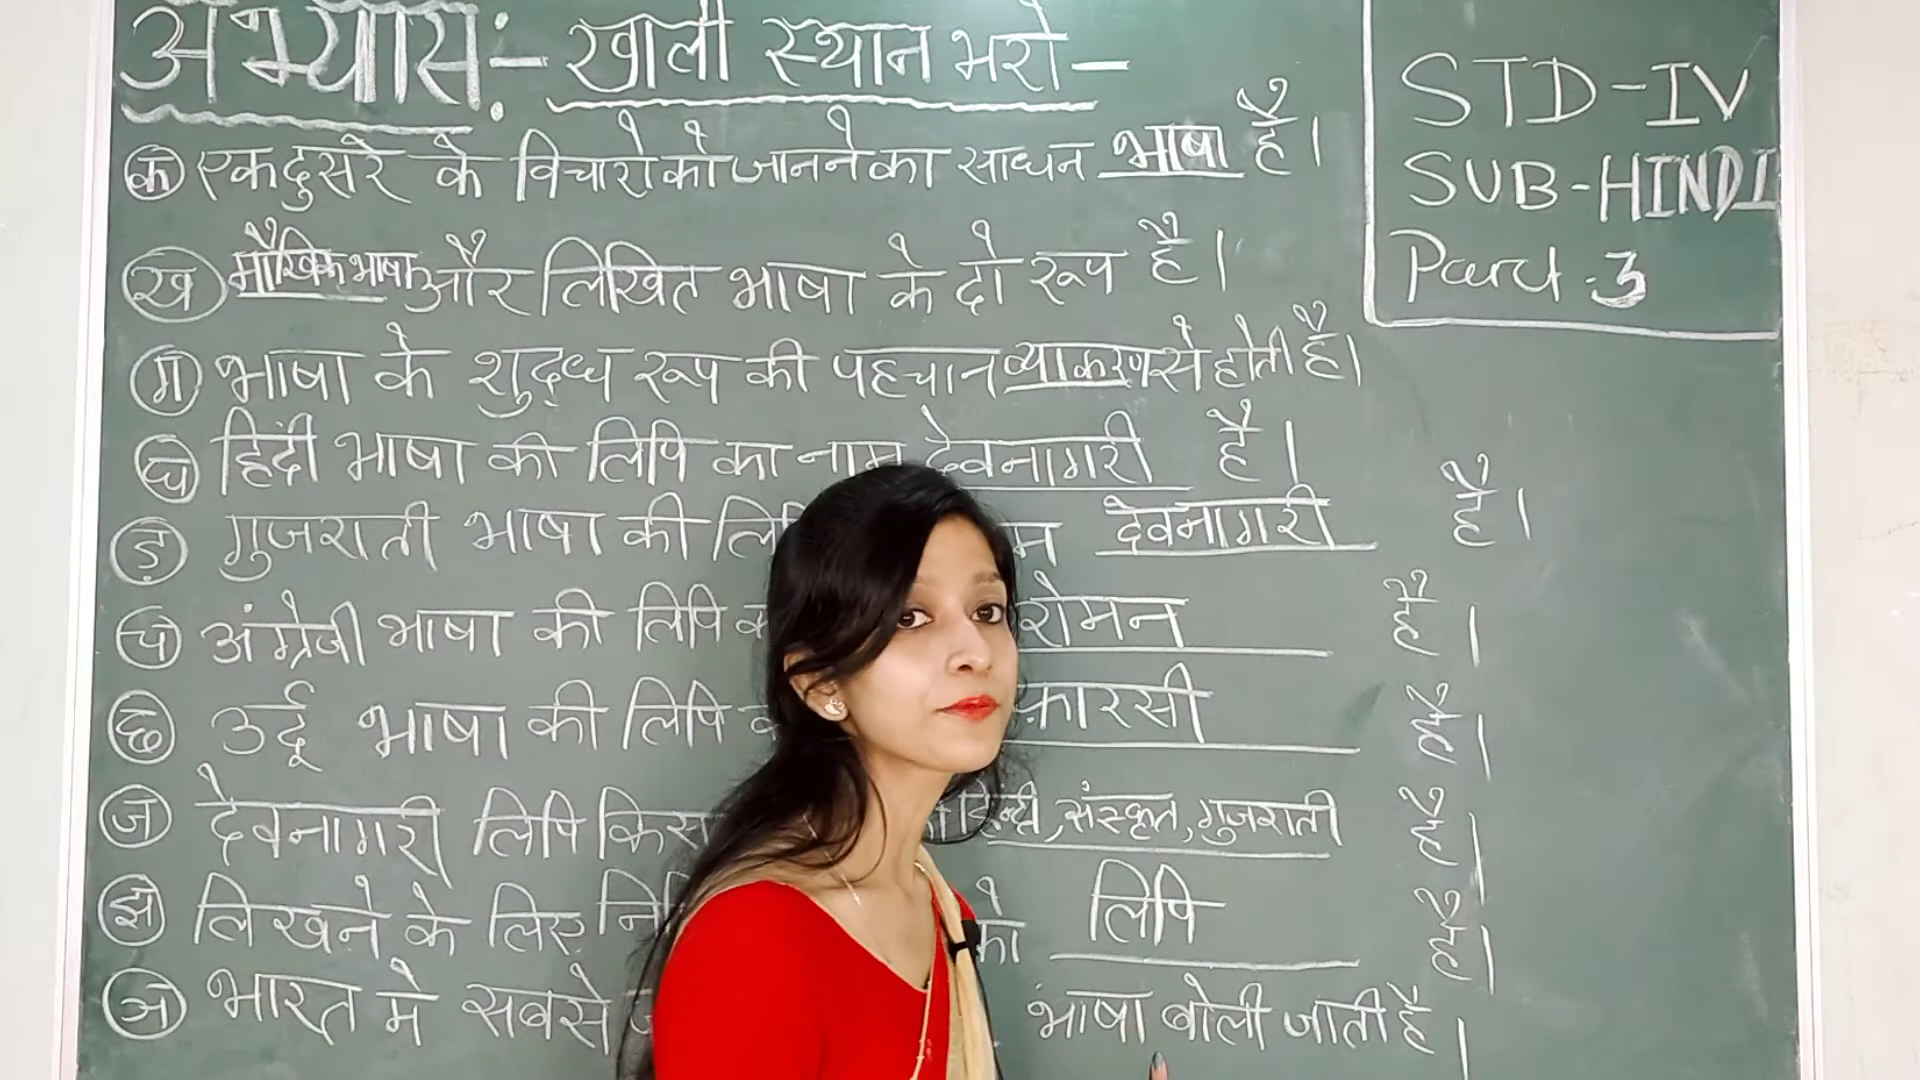 अभ्यास:- खाली स्थान भरो-
क एक दुसरे के विचारो को जानने का साधन भाषा है।
ख मौखिक भाषा और लिखित भाषा के दो रूप है।
ग भाषा के शुद्ध रूप की पहचान व्याकरण से होती है।
घ हिंदी भाषा की लिपि का नाम देवनागरी है।
ङ गुजराती भाषा की लि म देवनागरी है।
च अंग्रेजी भाषा की लिपि रोमन है।
छ उर्दू भाषा की लिपि फ़ारसी है।
ज दैवनागरी लिपि किस हिन्दी, संस्कृत, गुजराती है।
झ लिखने के लिए नि को लिपि है।
ञ भारत मे सबसे भाषा बोली जाती है।
STD-IV
SUB-HINDI
Part-3